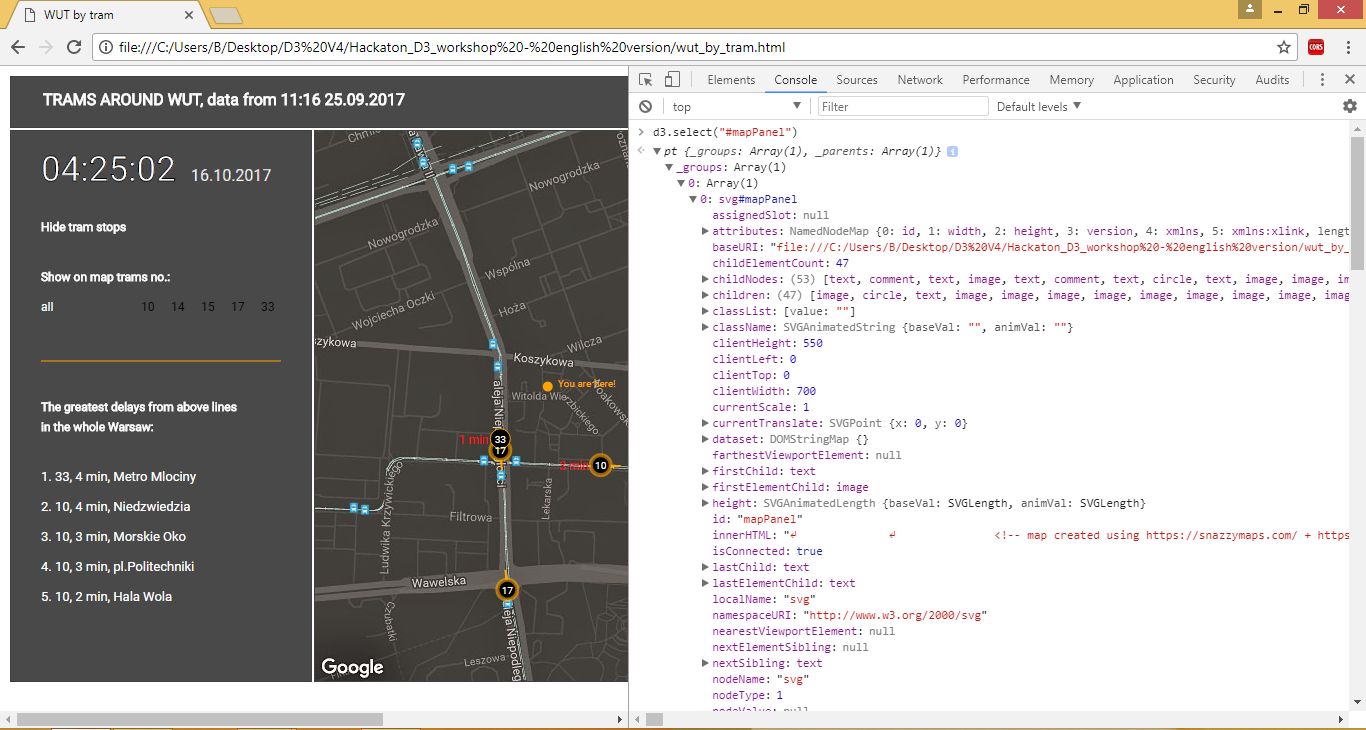 WUT by tram
file:///C:/Users/B/Desktop/D3%20V4/Hackaton_D3_workshop%20-%20english%20version/wut_by_tram.html
CORS
TRAMS AROUND WUT, data from 11:16 25.09.2017
04:25:02 16.10.2017
Hide tram stops
Show on map trams no.:
all 10 14 15 17 33
The greatest delays from above lines
in the whole Warsaw:
1. 33, 4 min, Metro Mlociny
2. 10, 4 min, Niedzwiedzia
3. 10, 3 min, Morskie Oko
4. 10, 3 min, pl.Politechniki
5. 10, 2 min, Hala Wola
Chmie
Nowogrodzka
Nowogrodzka
Wspólna
Wojciecha Oczki
Hoża
szykowa
Koszykowa
Wilcza
You are here!
Witolda Wie
aleja Nie
1 min
33
17
10
Lekarska
Filtrowa
Ludwika Krzywickiego
Wawelska
17
Czubatki
aleja Niepodleg
Leszowa
Google
Elements Console Sources Network Performance Memory Application Security Audits
top Filter Default levels
d3.select("#mapPanel")
pt {_groups: Array(1), _parents: Array(1)}
_groups: Array(1)
0: Array(1)
0: svg#mapPanel
assignedSlot: null
attributes: NamedNodeMap {0: id, 1: width, 2: height, 3: version, 4: xmlns, 5: xmlns:xlink, lengt
baseURI: "file:///C:/Users/B/Desktop/D3%20V4/Hackaton_D3_workshop%20-%20english%20version/wut_by_
childElementCount: 47
childNodes: (53) [text, comment, text, image, text, comment, text, circle, text, image, image, im
children: (47) [image, circle, text, image, image, image, image, image, image, image, image, imag
classList: [value: ""]
className: SVGAnimatedString {baseVal: "", animVal: ""}
clientHeight: 550
clientLeft: 0
clientTop: 0
clientWidth: 700
currentScale: 1
currentTranslate: SVGPoint {x: 0, y: 0}
dataset: DOMStringMap {}
farthestViewportElement: null
firstChild: text
firstElementChild: image
height: SVGAnimatedLength {baseVal: SVGLength, animVal: SVGLength}
id: "mapPanel"
innerHTML: "↵ ↵ <!-- map created using https://snazzymaps.com/ + https
isConnected: true
lastChild: text
lastElementChild: text
localName: "svg"
namespaceURI: "http://www.w3.org/2000/svg"
nearestViewportElement: null
nextElementSibling: null
nextSibling: text
nodeName: "svg"
nodeType: 1
nodeValue: null